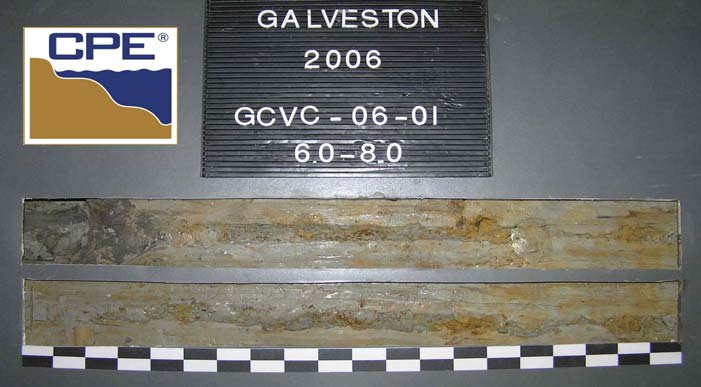 CPE®
GALVESTON
2006
GCVC-06-01
6.0-8.0